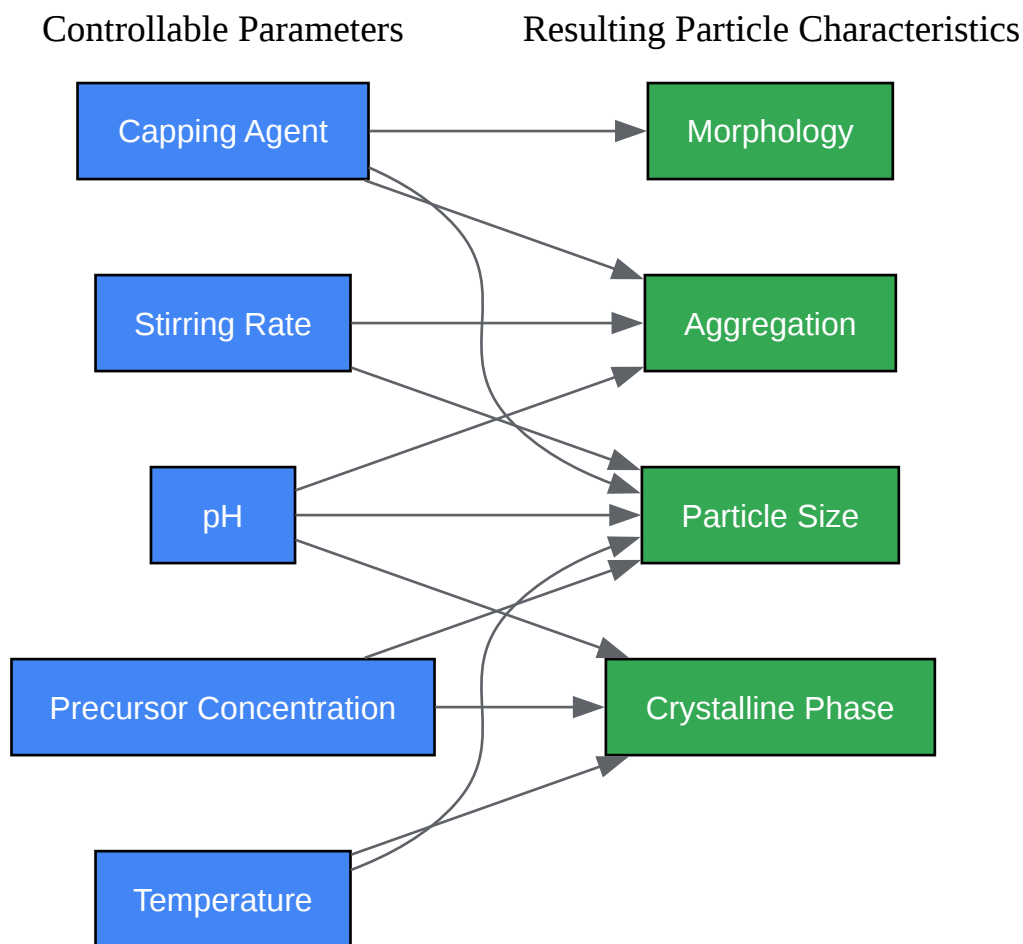 Controllable Parameters
Resulting Particle Characteristics
Capping Agent
Morphology
Stirring Rate
Aggregation
pH
Particle Size
Precursor Concentration
Crystalline Phase
Temperature